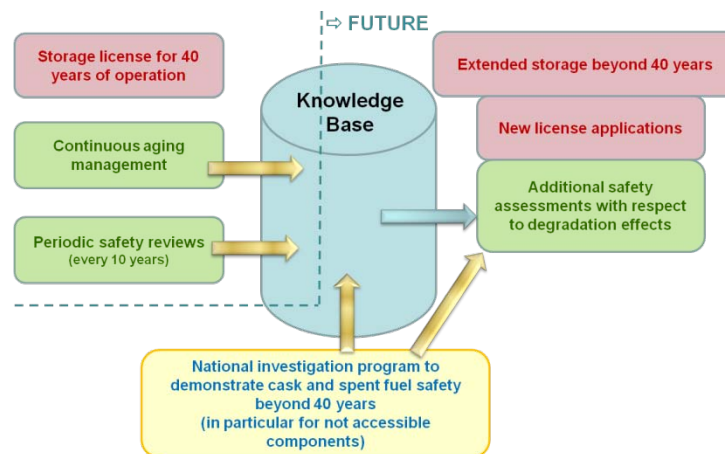 ⇨ FUTURE
Storage license for 40
years of operation
Extended storage beyond 40 years
Knowledge
Base
New license applications
Continuous aging
management
Additional safety
assessments with respect
to degradation effects
Periodic safety reviews
(every 10 years)
National investigation program to
demonstrate cask and spent fuel safety
beyond 40 years
(in particular for not accessible
components)